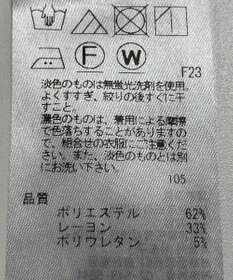 F
W
F23
淡色のものは無蛍光洗剤を使用。
よくすすぎ、絞りの後すぐ干
すこと。
濃色のものは、着用による摩擦
で色落ちすることがありますの
で、組合せの衣服にご注意くだ
さい。また、淡色のものとは別
にお洗い下さい。
105
品質
ポリエステル 62%
レーヨン 33%
ポリウレタン 5%